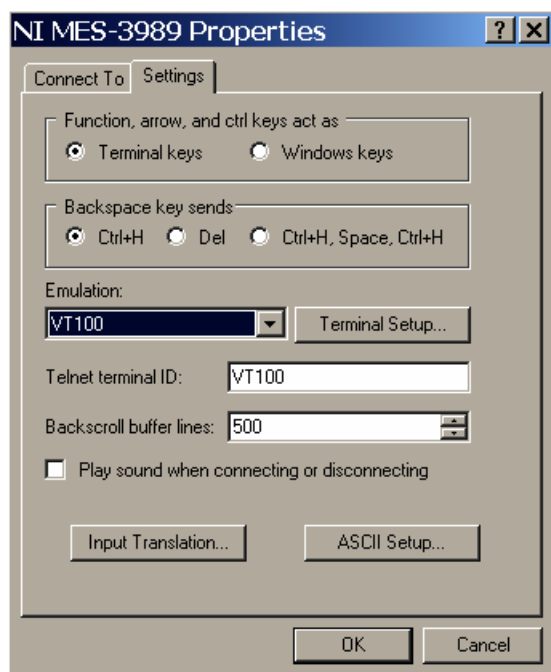 NI MES-3989 Properties
Connect To Settings
Function, arrow, and ctrl keys act as
Terminal keys Windows keys
Backspace key sends
Ctrl+H Del Ctrl+H, Space, Ctrl+H
Emulation:
VT100 Terminal Setup...
Telnet terminal ID: VT100
Backscroll buffer lines: 500
Play sound when connecting or disconnecting
Input Translation... ASCII Setup...
OK Cancel